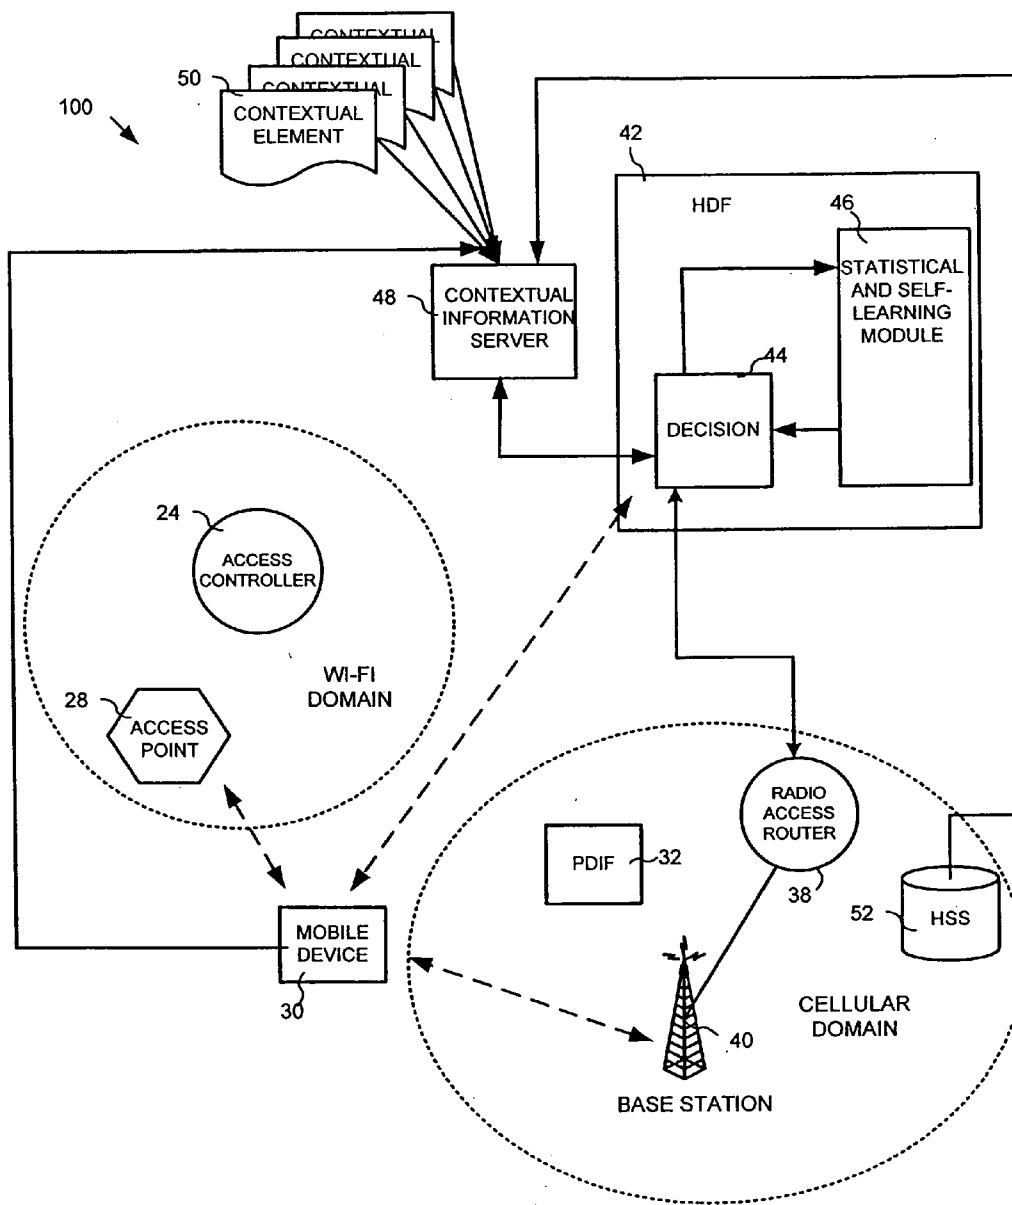 CONTEXTUAL
CONTEXTUAL
CONTEXTUAL
50
CONTEXTUAL
ELEMENT
100
42
HDF
46
STATISTICAL
AND SELF-
LEARNING
MODULE
48
CONTEXTUAL
INFORMATION
SERVER
44
DECISION
24
ACCESS
CONTROLLER
WI-FI
DOMAIN
28
ACCESS
POINT
RADIO
ACCESS
ROUTER
38
PDIF
32
52
HSS
MOBILE
DEVICE
30
CELLULAR
DOMAIN
40
BASE STATION